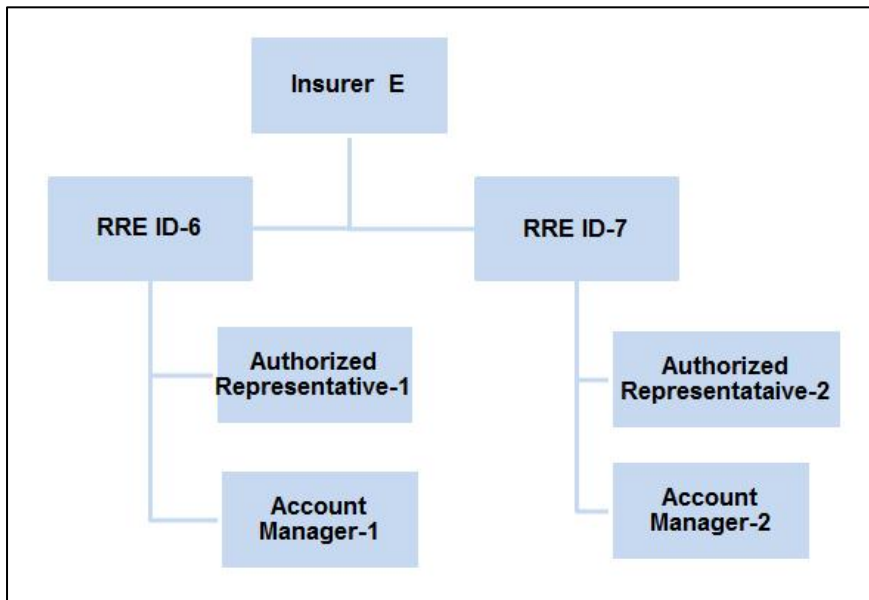 Insurer E
RRE ID-6
RRE ID-7
Authorized
Representative-1
Authorized
Representataive-2
Account
Manager-1
Account
Manager-2